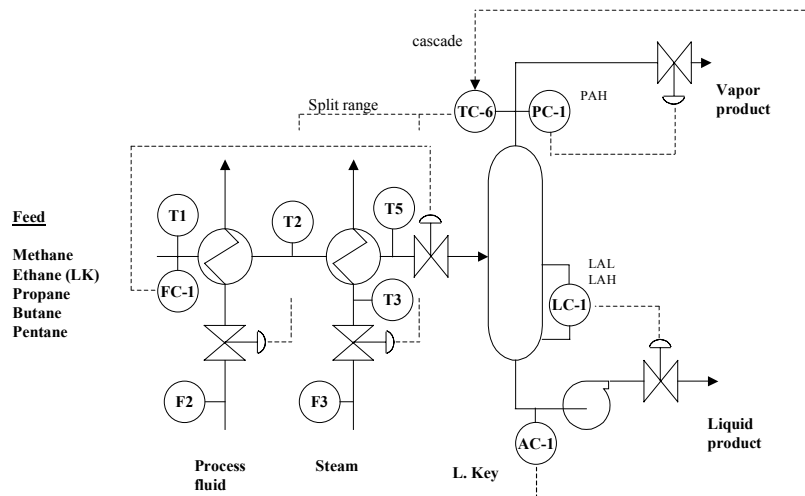 cascade
Split range
TC-6
PC-1
PAH
Vapor
product
Feed
Methane
Ethane (LK)
Propane
Butane
Pentane
T1
FC-1
T2
T5
T3
LAL
LAH
LC-1
F2
F3
Process
fluid
Steam
L. Key
AC-1
Liquid
product